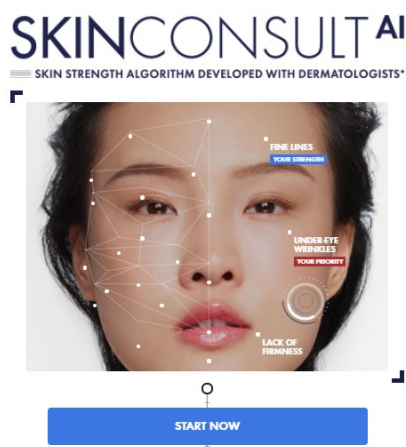 SKINCONSULT AI
SKIN STRENGTH ALGORITHM DEVELOPED WITH DERMATOLOGISTS*
FINE LINES
YOUR STRENGTH
UNDER-EYE
WRINKLES
YOUR PRIORITY
LACK OF
FIRMNESS
START NOW